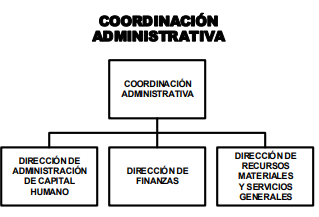 COORDINACIÓN
ADMINISTRATIVA
COORDINACIÓN
ADMINISTRATIVA
DIRECCIÓN DE
ADMINISTRACIÓN
DE CAPITAL
HUMANO
DIRECCIÓN DE
FINANZAS
DIRECCIÓN DE
RECURSOS
MATERIALES
Y SERVICIOS
GENERALES